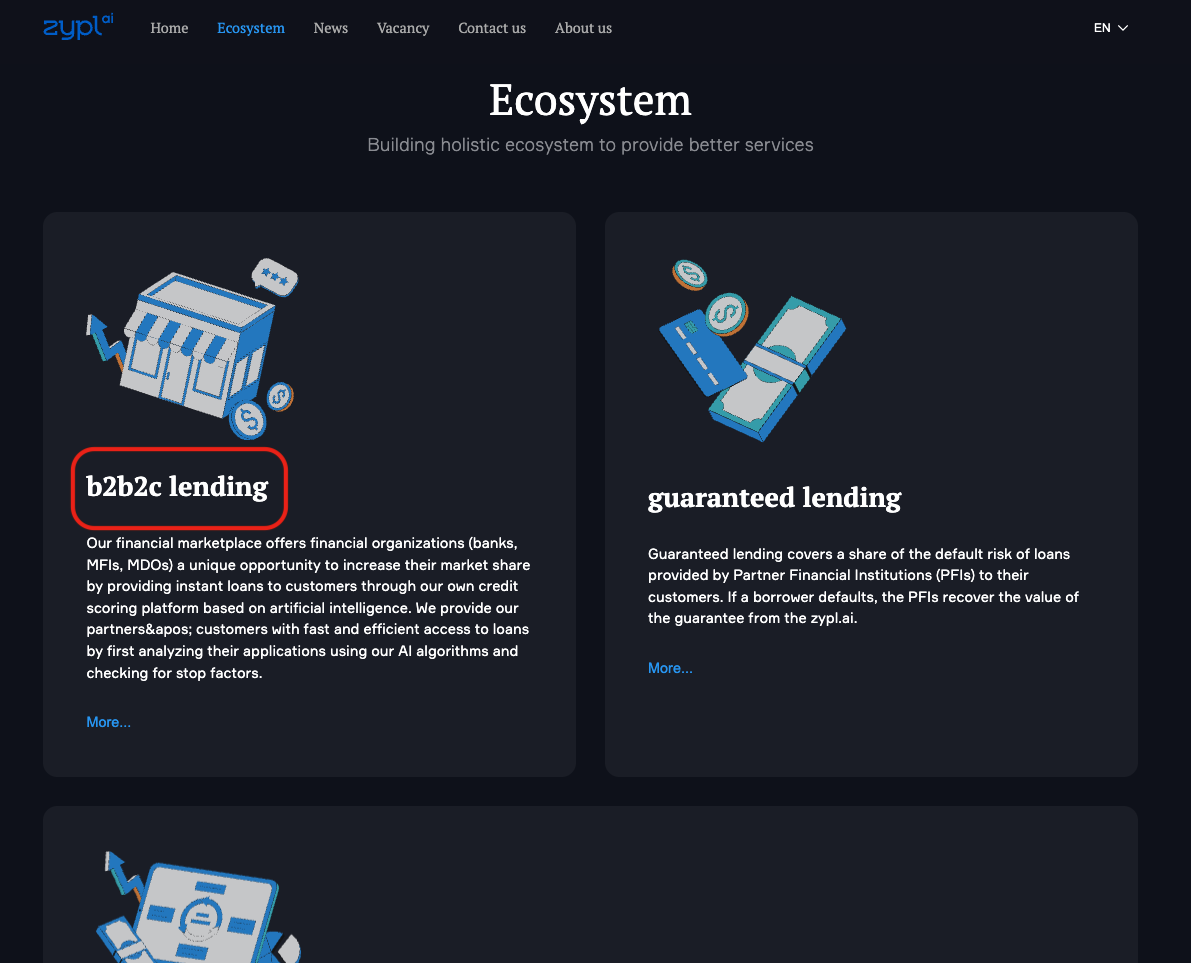 zypl ai
Home Ecosystem News Vacancy Contact us About us EN
Ecosystem
Building holistic ecosystem to provide better services
b2b2c lending
Our financial marketplace offers financial organizations (banks,
MFIs, MDOs) a unique opportunity to increase their market share
by providing instant loans to customers through our own credit
scoring platform based on artificial intelligence. We provide our
partners&apos; customers with fast and efficient access to loans
by first analyzing their applications using our AI algorithms and
checking for stop factors.
More...
guaranteed lending
Guaranteed lending covers a share of the default risk of loans
provided by Partner Financial Institutions (PFIs) to their
customers. If a borrower defaults, the PFIs recover the value of
the guarantee from the zypl.ai.
More...